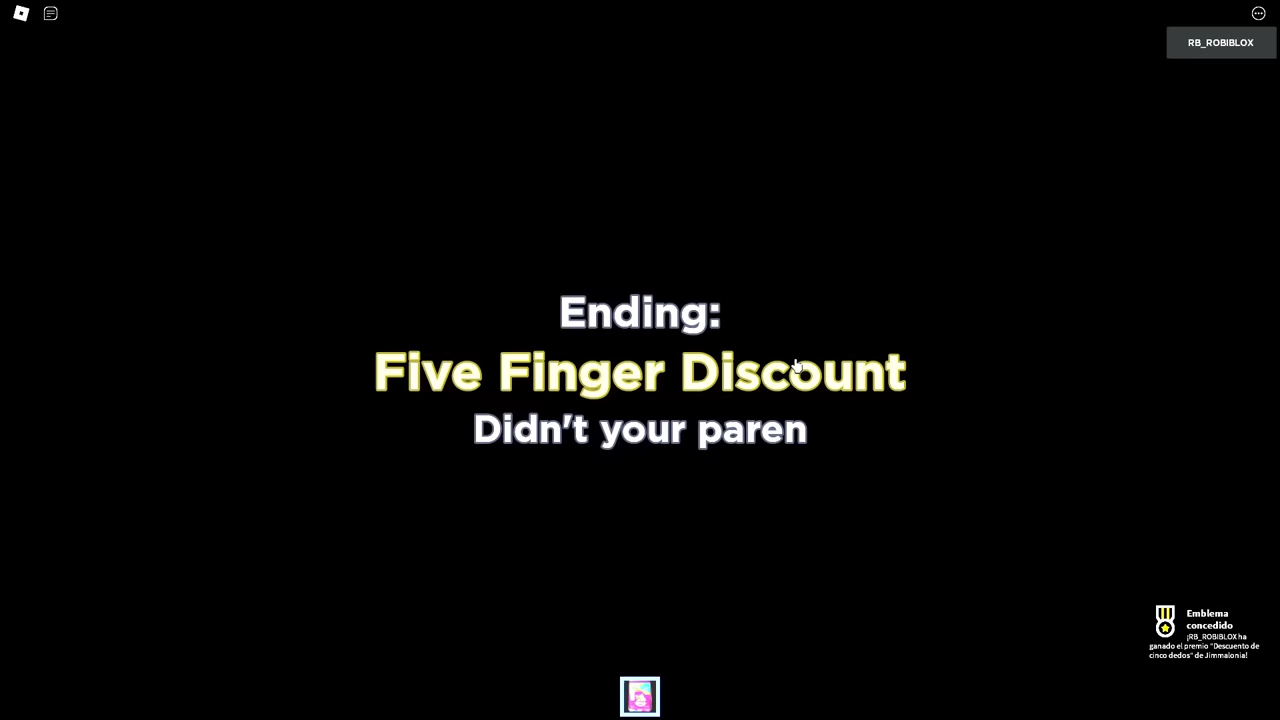 RB_ROBIBLOX
Ending:
Five Finger Discount
Didn't your paren
Emblema
concedido
¡RB_ROBIBLOX ha
ganado el premio "Descuento de
cinco dedos" de Jimmalonia!